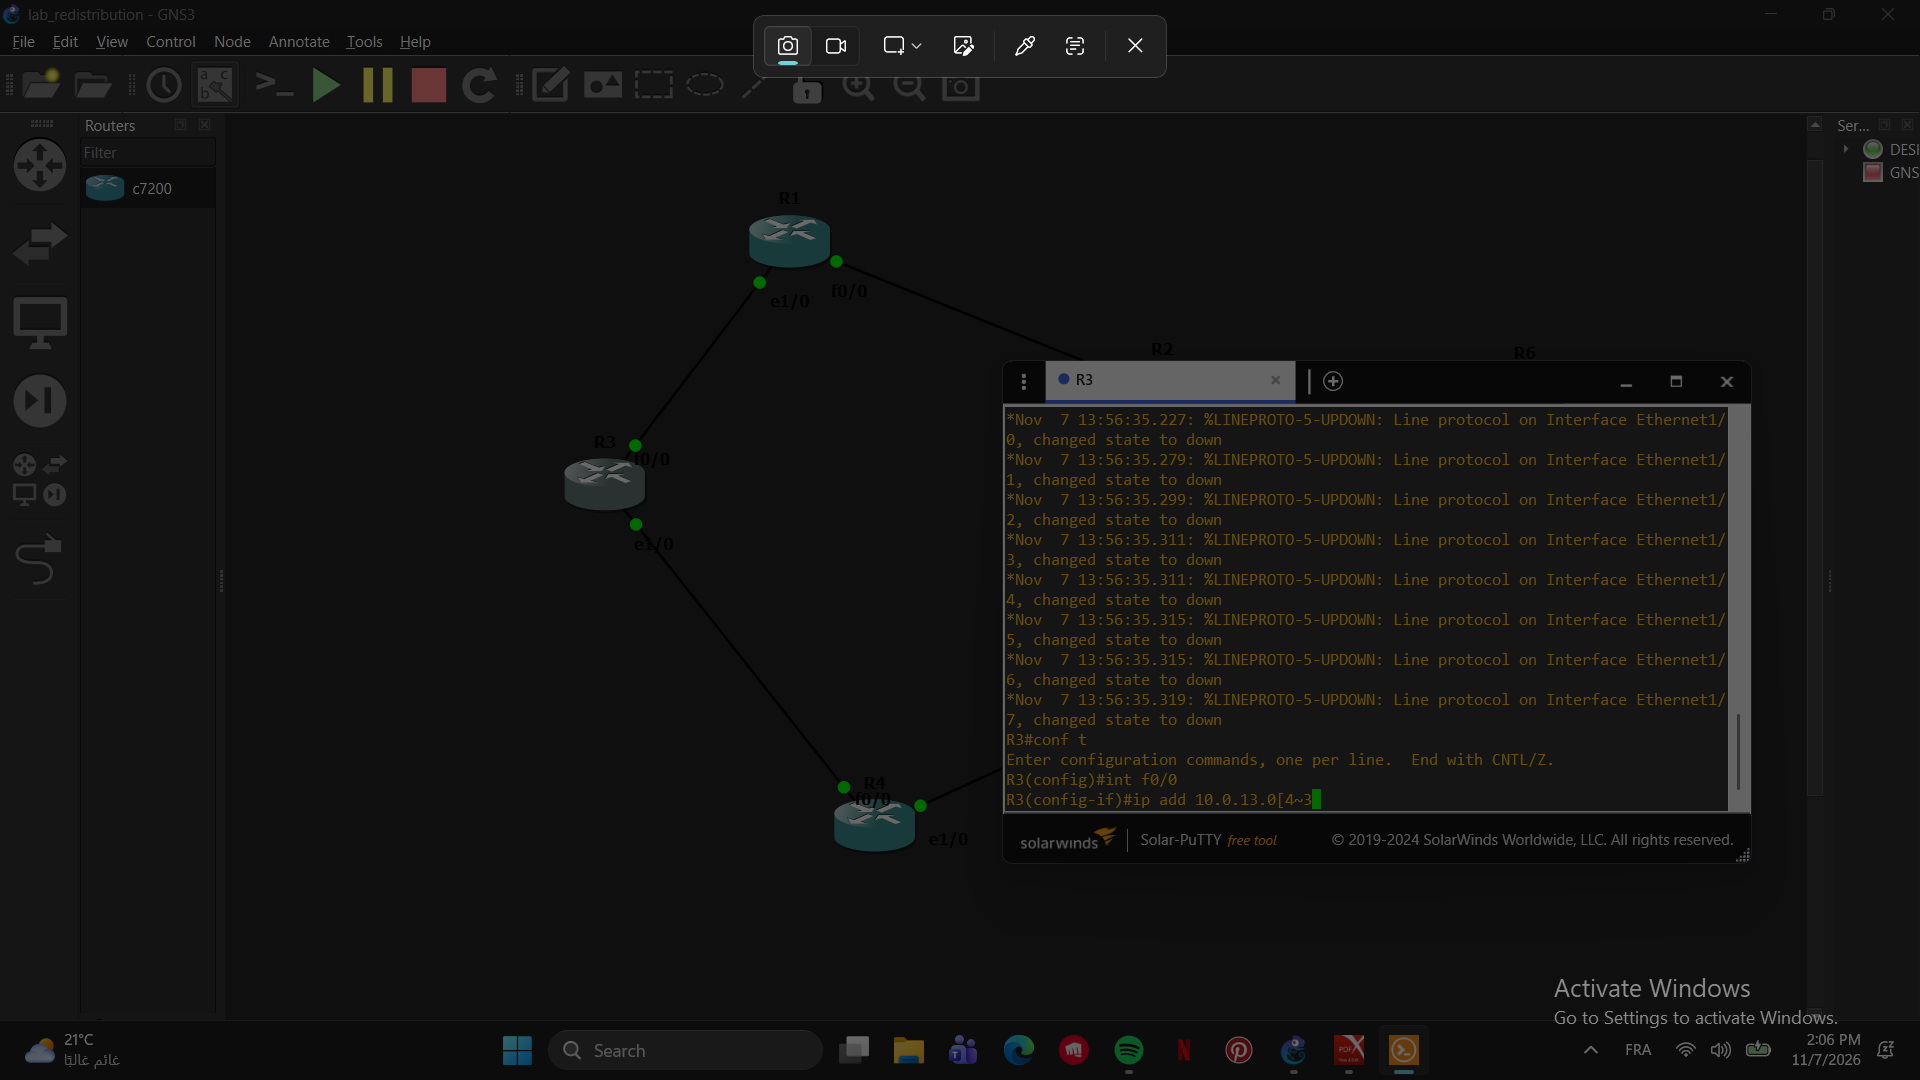 lab_redistribution - GNS3
File Edit View Control Node Annotate Tools Help
Routers
Filter
c7200
Ser...
DESI
GNS
R1
e1/0
f0/0
R2
R6
R3
f0/0
e1/0
R4
f0/0
e1/0
R3
*Nov  7 13:56:35.227: %LINEPROTO-5-UPDOWN: Line protocol on Interface Ethernet1/
0, changed state to down
*Nov  7 13:56:35.279: %LINEPROTO-5-UPDOWN: Line protocol on Interface Ethernet1/
1, changed state to down
*Nov  7 13:56:35.299: %LINEPROTO-5-UPDOWN: Line protocol on Interface Ethernet1/
2, changed state to down
*Nov  7 13:56:35.311: %LINEPROTO-5-UPDOWN: Line protocol on Interface Ethernet1/
3, changed state to down
*Nov  7 13:56:35.311: %LINEPROTO-5-UPDOWN: Line protocol on Interface Ethernet1/
4, changed state to down
*Nov  7 13:56:35.315: %LINEPROTO-5-UPDOWN: Line protocol on Interface Ethernet1/
5, changed state to down
*Nov  7 13:56:35.315: %LINEPROTO-5-UPDOWN: Line protocol on Interface Ethernet1/
6, changed state to down
*Nov  7 13:56:35.319: %LINEPROTO-5-UPDOWN: Line protocol on Interface Ethernet1/
7, changed state to down
R3#conf t
Enter configuration commands, one per line.  End with CNTL/Z.
R3(config)#int f0/0
R3(config-if)#ip add 10.0.13.0[4~3
solarwinds Solar-PuTTY free tool © 2019-2024 SolarWinds Worldwide, LLC. All rights reserved.
Activate Windows
Go to Settings to activate Windows.
21°C
غائم غالبًا
Search
FRA
2:06 PM
11/7/2026